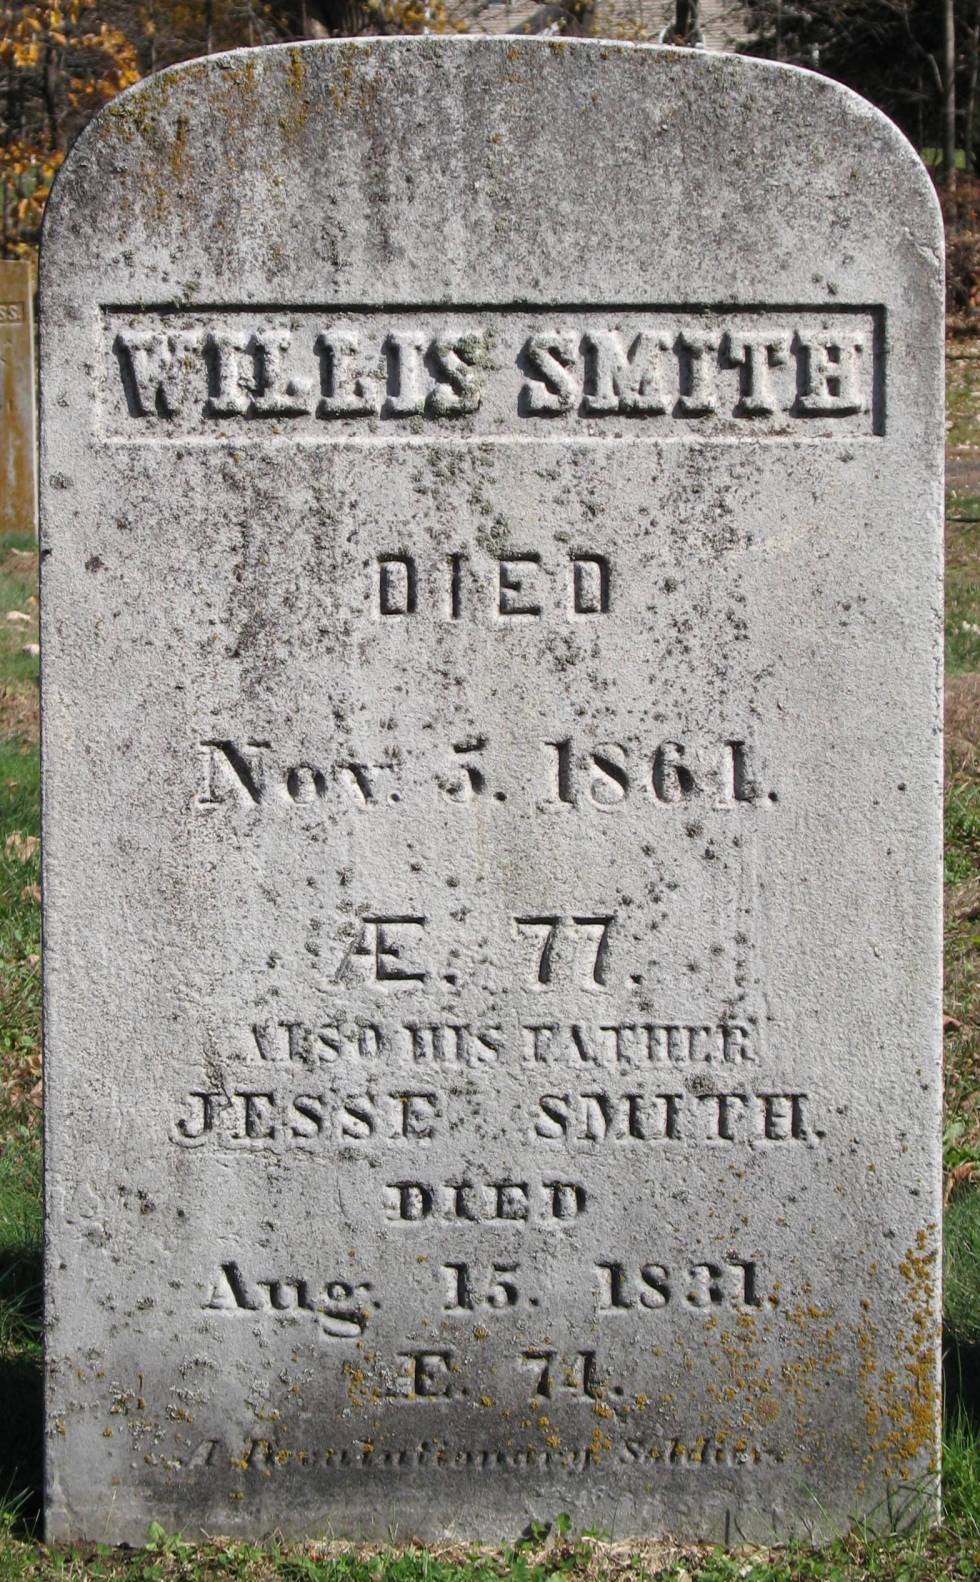 WILLIS SMITH
DIED
Nov. 5. 1864.
Æ. 77.
ALSO HIS FATHER
JESSE SMITH.
DIED
Aug. 15. 1831.
Æ. 74.
A Revolutionary Soldier.
SS.